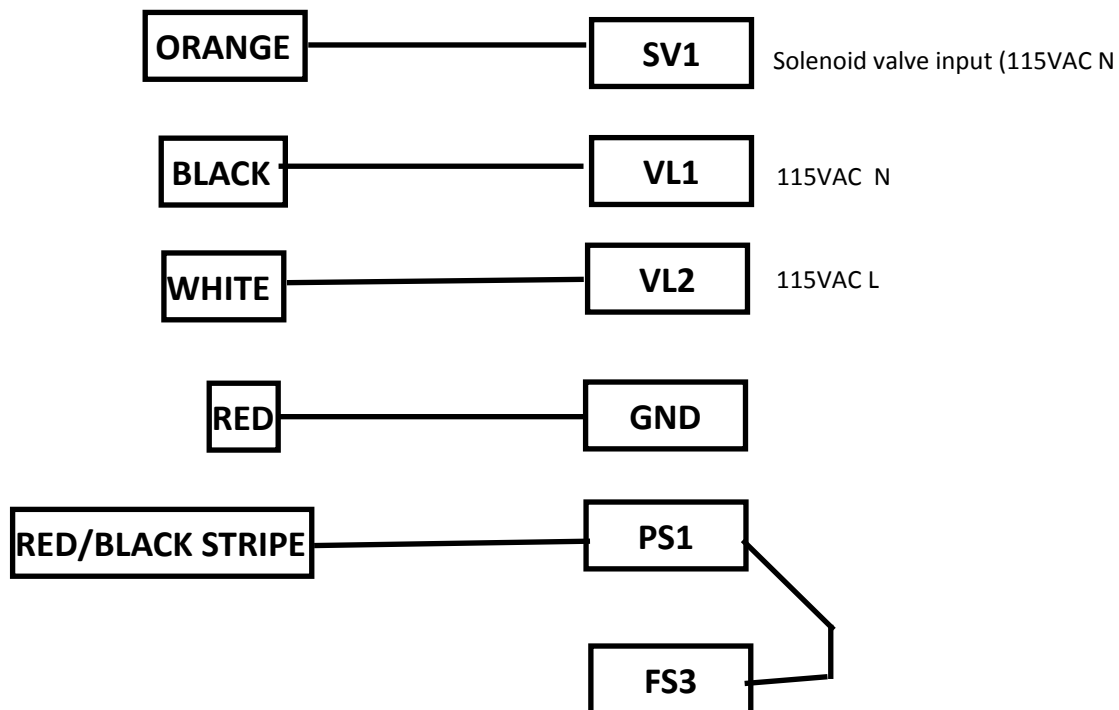 ORANGE SV1 Solenoid valve input (115VAC N
BLACK VL1 115VAC N
WHITE VL2 115VAC L
RED GND
RED/BLACK STRIPE PS1
FS3